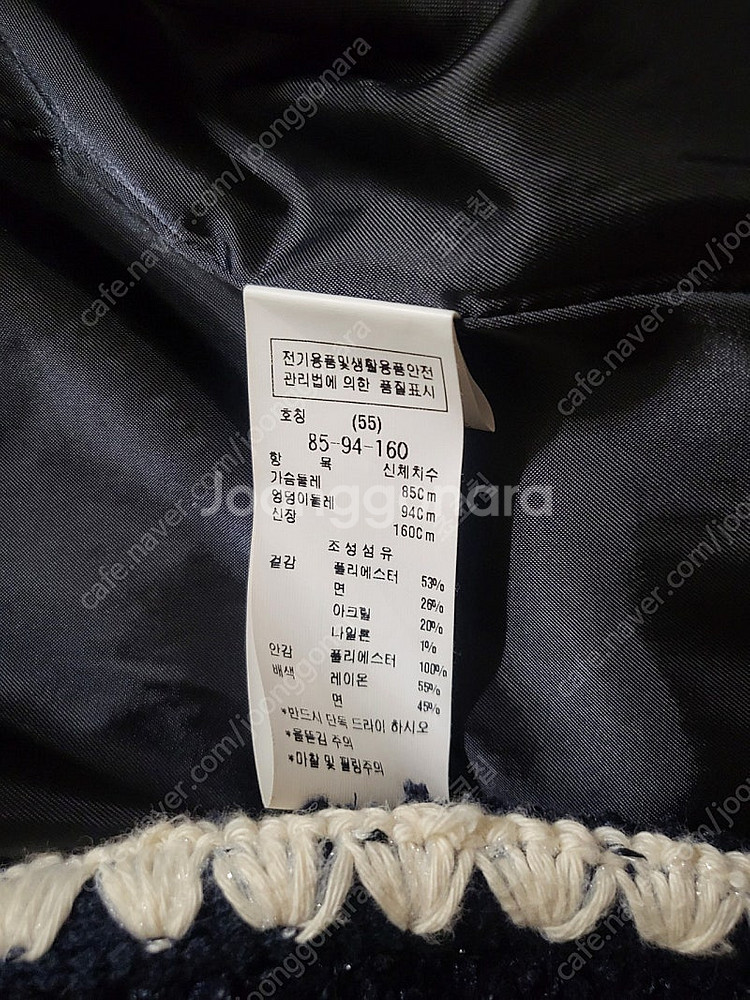 전기용품및생활용품안전
관리법에 의한 품질표시
호칭 (55)
85-94-160
항 목 신체치수
가슴둘레 85cm
엉덩이둘레 94cm
신장 160cm
조성섬유
겉감 폴리에스터 53%
면 26%
아크릴 20%
나일론 1%
안감 폴리에스터 100%
배색 레이온 55%
면 45%
*반드시 단독 드라이 하시오
*올뜯김 주의
*마찰 및 필링주의
Joonggonara
cafe.naver.com/joonggonara